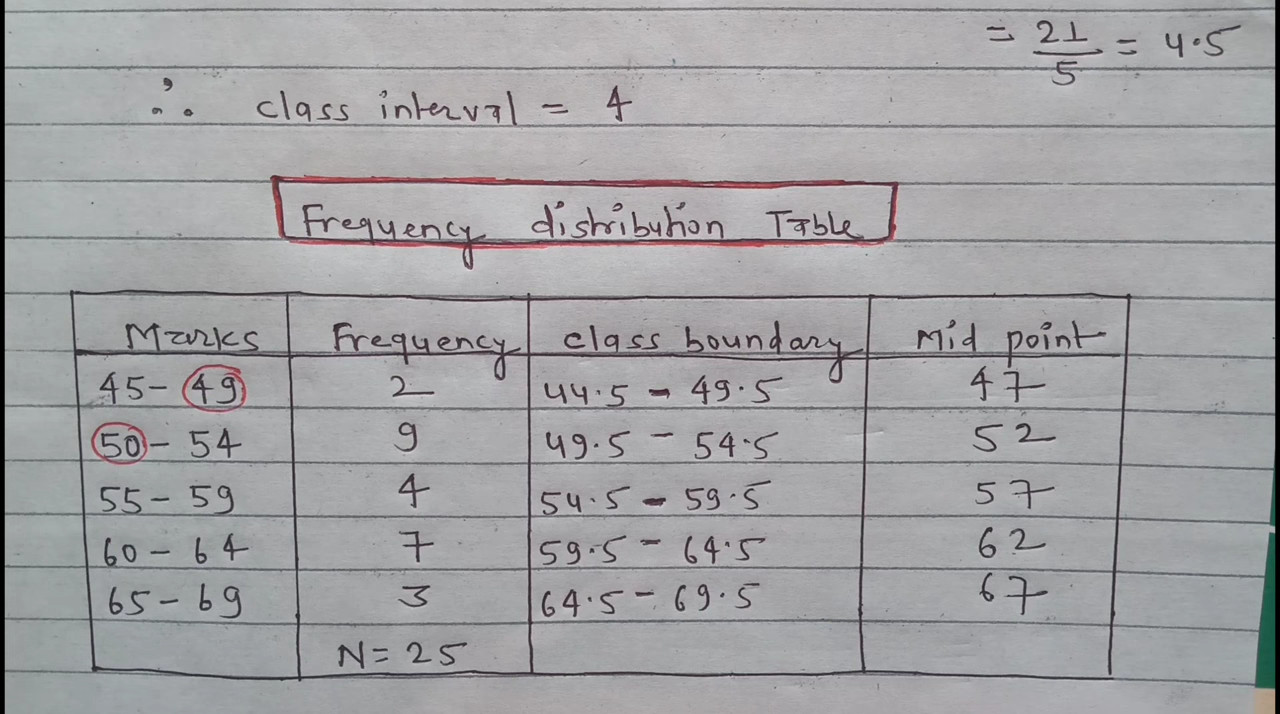 = 21/5 = 4.5
∴ class interval = 4
Frequency distribution Table
Marks Frequency class boundary Mid point
45-49 2 44.5 - 49.5 47
50-54 9 49.5 - 54.5 52
55-59 4 54.5 - 59.5 57
60-64 7 59.5 - 64.5 62
65-69 3 64.5 - 69.5 67
N=25